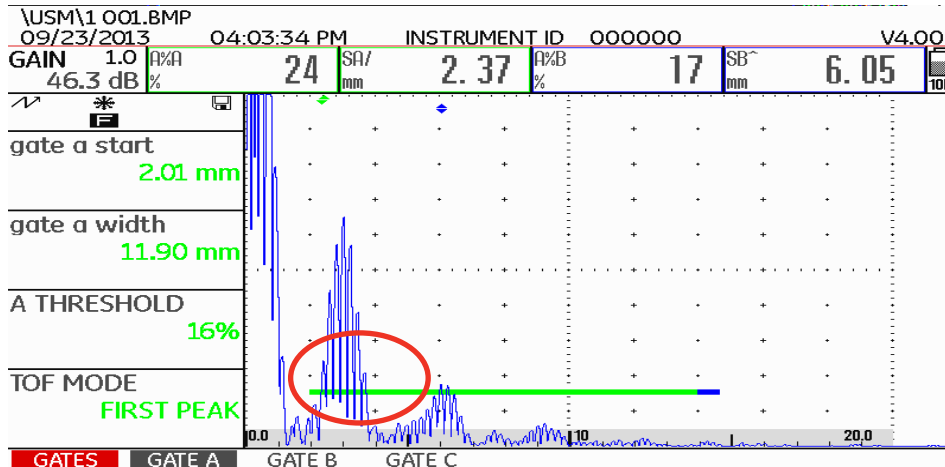 \USM\1 001.BMP
09/23/2013 04:03:34 PM INSTRUMENT ID 000000 V4.00
GAIN 1.0
46.3 dB
A%A
%
24
SA/
mm
2.37
A%B
%
17
SB^
mm
6.05
F
gate a start
2.01 mm
gate a width
11.90 mm
A THRESHOLD
16%
TOF MODE
FIRST PEAK
0.0 10 20.0
GATES GATE A GATE B GATE C